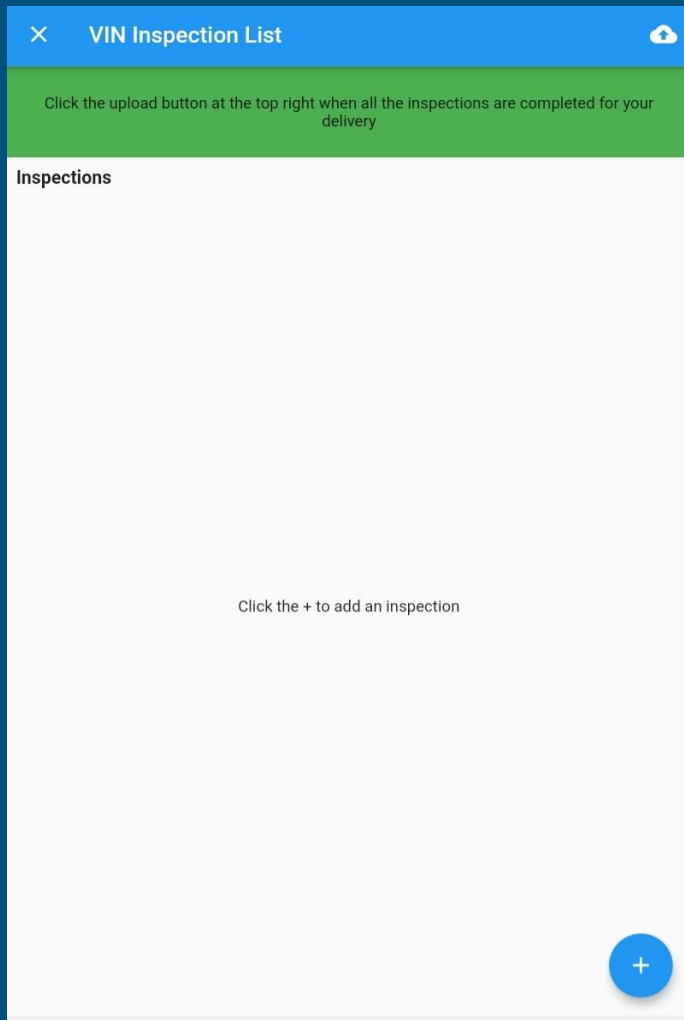 VIN Inspection List
Click the upload button at the top right when all the inspections are completed for your
delivery
Inspections
Click the + to add an inspection
+